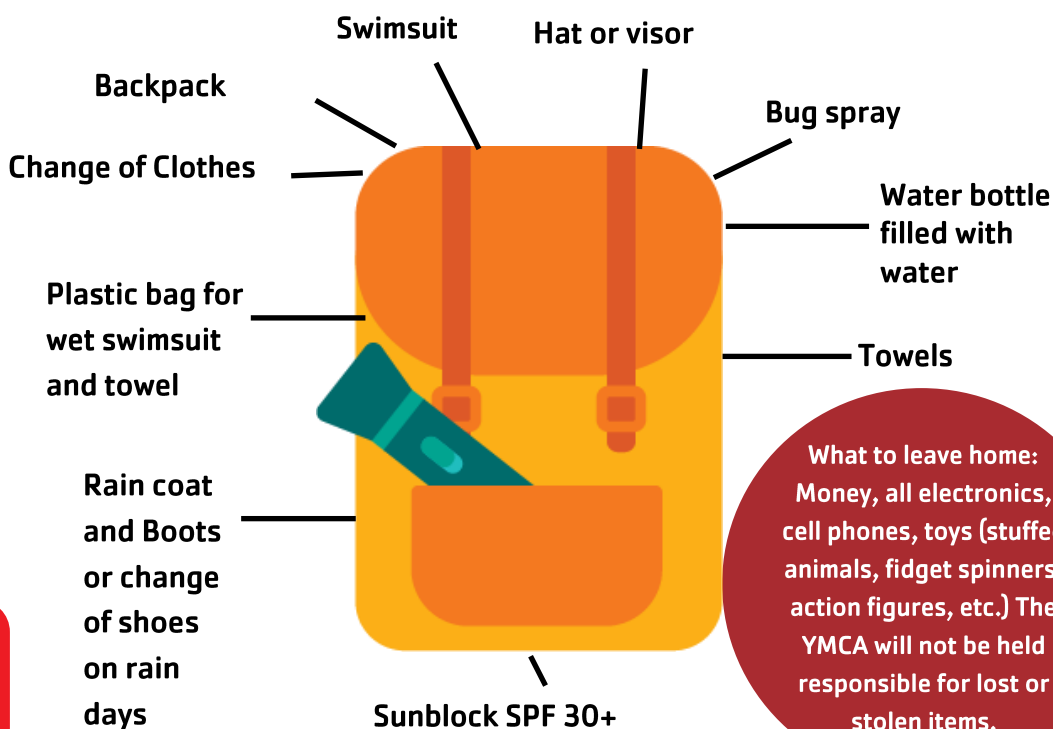 Swimsuit
Hat or visor
Backpack
Bug spray
Change of Clothes
Water bottle
filled with
water
Plastic bag for
wet swimsuit
and towel
Towels
Rain coat
and Boots
or change
of shoes
on rain
days
Sunblock SPF 30+
What to leave home:
Money, all electronics,
cell phones, toys (stuffe
animals, fidget spinners
action figures, etc.) The
YMCA will not be held
responsible for lost or
stolen items.